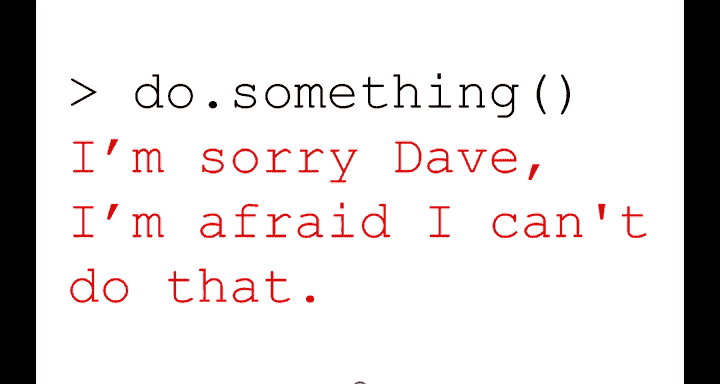 > do.something()
I’m sorry Dave,
I’m afraid I can't
do that.